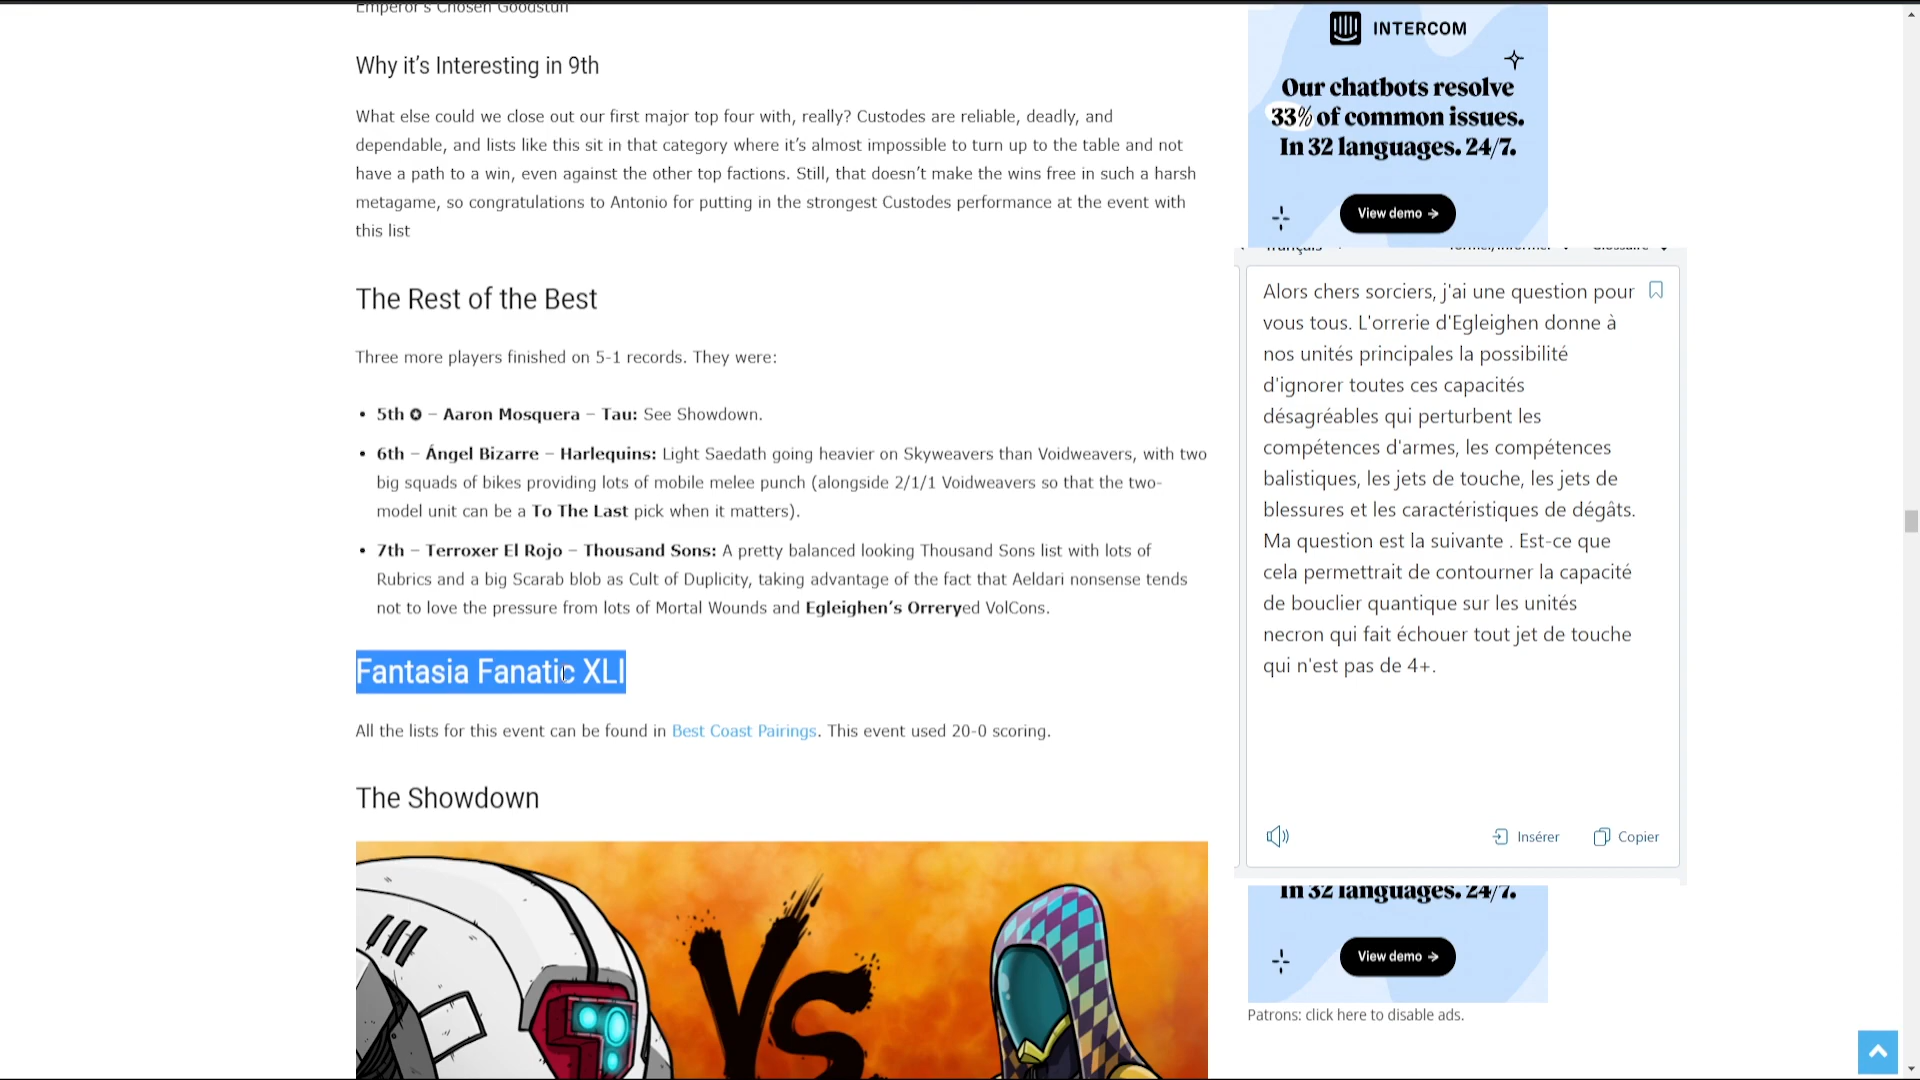 Emperor's Chosen Goodstuff
Why it's Interesting in 9th
What else could we close out our first major top four with, really? Custodes are reliable, deadly, and
dependable, and lists like this sit in that category where it's almost impossible to turn up to the table and not
have a path to a win, even against the other top factions. Still, that doesn't make the wins free in such a harsh
metagame, so congratulations to Antonio for putting in the strongest Custodes performance at the event with
this list
The Rest of the Best
Three more players finished on 5-1 records. They were:
• 5th ✪ – Aaron Mosquera – Tau: See Showdown.
• 6th – Ángel Bizarre – Harlequins: Light Saedath going heavier on Skyweavers than Voidweavers, with two
big squads of bikes providing lots of mobile melee punch (alongside 2/1/1 Voidweavers so that the two-
model unit can be a To The Last pick when it matters).
• 7th – Terroxer El Rojo – Thousand Sons: A pretty balanced looking Thousand Sons list with lots of
Rubrics and a big Scarab blob as Cult of Duplicity, taking advantage of the fact that Aeldari nonsense tends
not to love the pressure from lots of Mortal Wounds and Egleighen's Orreryed VolCons.
Fantasia Fanatic XLI
All the lists for this event can be found in Best Coast Pairings. This event used 20-0 scoring.
The Showdown
VS
INTERCOM
Our chatbots resolve
33% of common issues.
In 32 languages. 24/7.
View demo →
français
Glossaire
Alors chers sorciers, j'ai une question pour
vous tous. L'orrerie d'Egleighen donne à
nos unités principales la possibilité
d'ignorer toutes ces capacités
désagréables qui perturbent les
compétences d'armes, les compétences
balistiques, les jets de touche, les jets de
blessures et les caractéristiques de dégâts.
Ma question est la suivante . Est-ce que
cela permettrait de contourner la capacité
de bouclier quantique sur les unités
necron qui fait échouer tout jet de touche
qui n'est pas de 4+.
Insérer
Copier
In 32 languages. 24/7.
View demo →
Patrons: click here to disable ads.